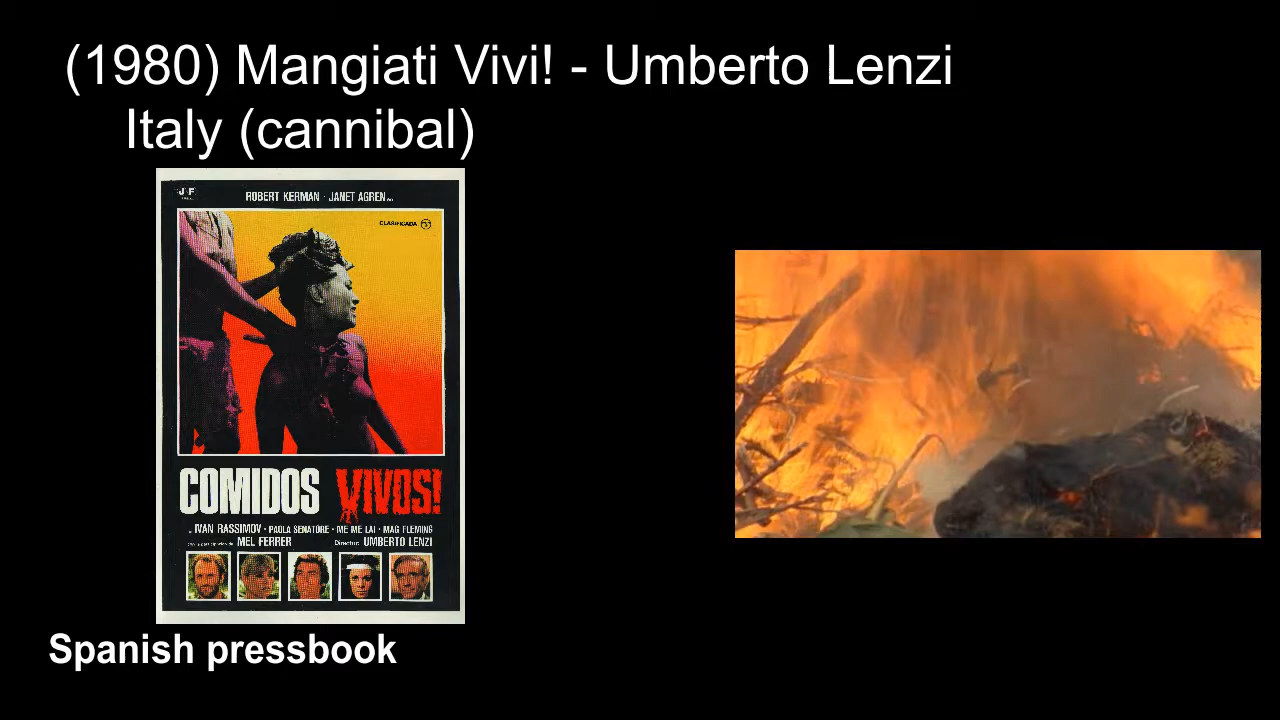 (1980) Mangiati Vivi! - Umberto Lenzi
Italy (cannibal)
J-F
ROBERT KERMAN · JANET AGREN
CLASIFICADA S
COMIDOS VIVOS!
IVAN RASSIMOV · PAOLA SENATORE · ME ME LAI · MAG FLEMING
MEL FERRER Director: UMBERTO LENZI
Spanish pressbook